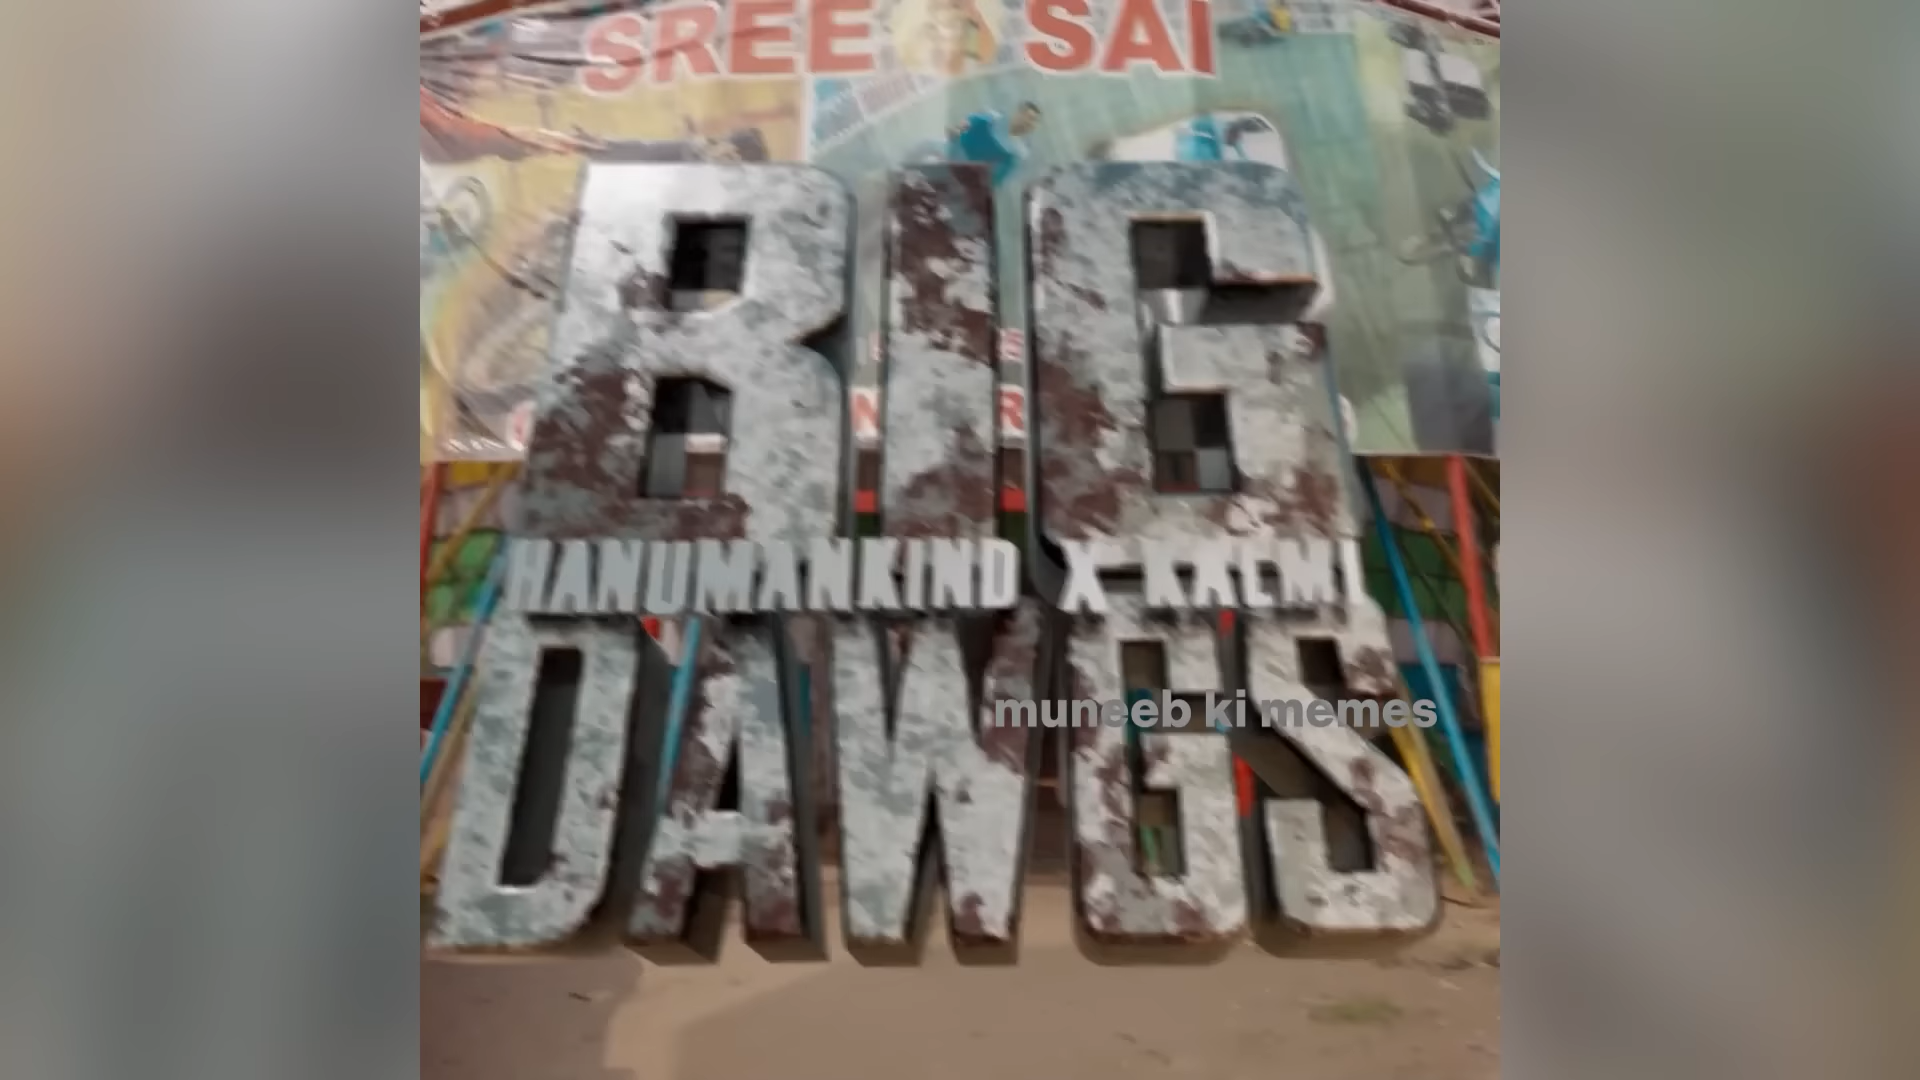 SREE SAI
BIG
HANUMANKIND X KALMI
DAWGS
muneeb ki memes